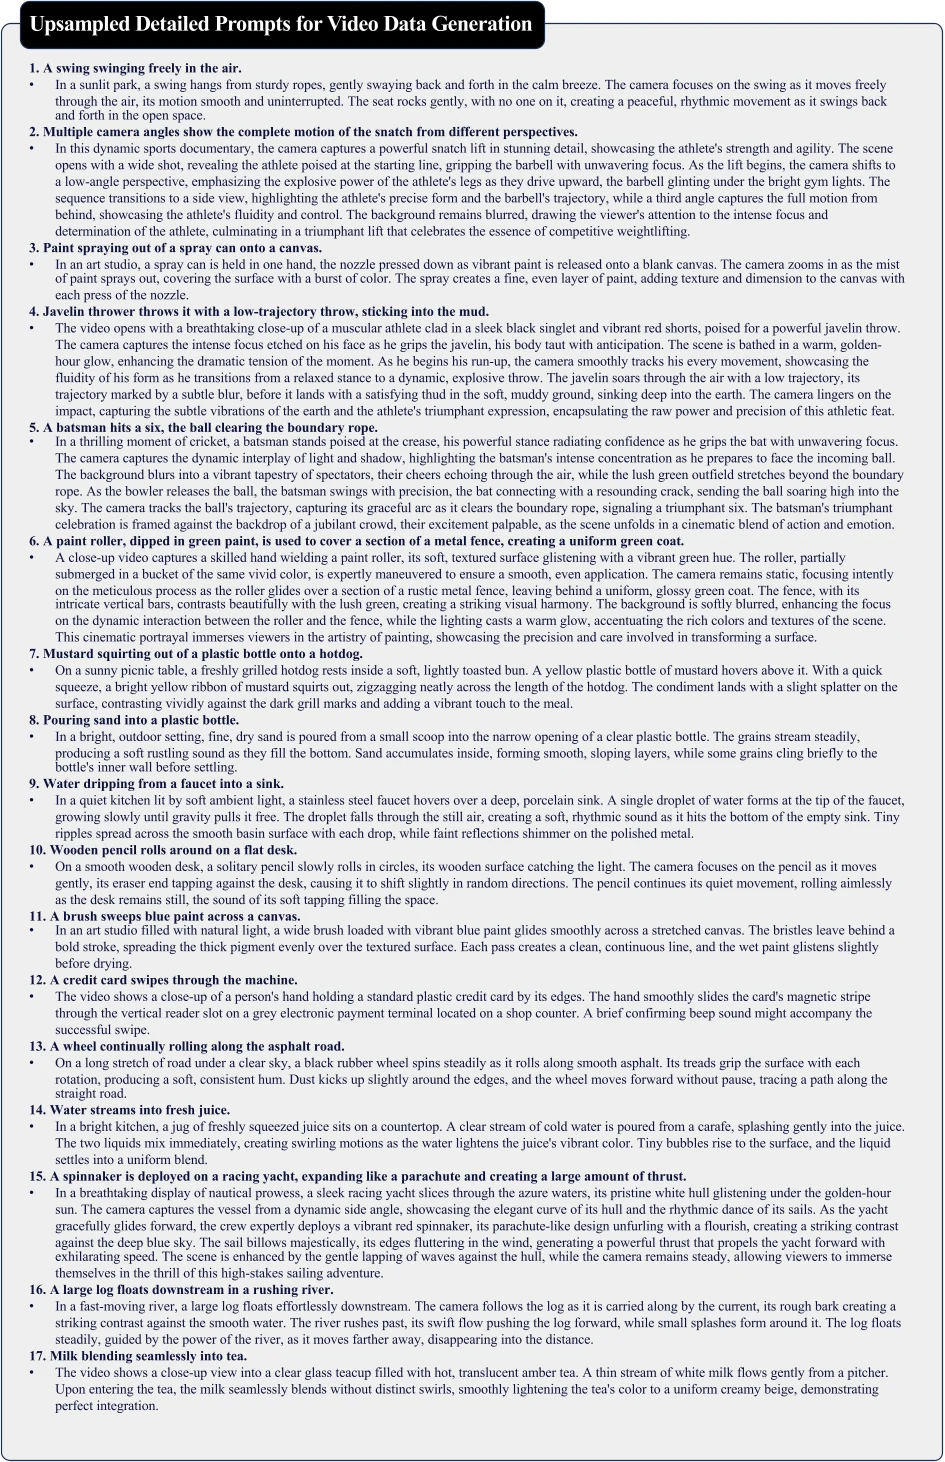 Upsampled Detailed Prompts for Video Data Generation
1. A swing swinging freely in the air.
• In a sunlit park, a swing hangs from sturdy ropes, gently swaying back and forth in the calm breeze. The camera focuses on the swing as it moves freely
through the air, its motion smooth and uninterrupted. The seat rocks gently, with no one on it, creating a peaceful, rhythmic movement as it swings back
and forth in the open space.
2. Multiple camera angles show the complete motion of the snatch from different perspectives.
• In this dynamic sports documentary, the camera captures a powerful snatch lift in stunning detail, showcasing the athlete's strength and agility. The scene
opens with a wide shot, revealing the athlete poised at the starting line, gripping the barbell with unwavering focus. As the lift begins, the camera shifts to
a low-angle perspective, emphasizing the explosive power of the athlete's legs as they drive upward, the barbell glinting under the bright gym lights. The
sequence transitions to a side view, highlighting the athlete's precise form and the barbell's trajectory, while a third angle captures the full motion from
behind, showcasing the athlete's fluidity and control. The background remains blurred, drawing the viewer's attention to the intense focus and
determination of the athlete, culminating in a triumphant lift that celebrates the essence of competitive weightlifting.
3. Paint spraying out of a spray can onto a canvas.
• In an art studio, a spray can is held in one hand, the nozzle pressed down as vibrant paint is released onto a blank canvas. The camera zooms in as the mist
of paint sprays out, covering the surface with a burst of color. The spray creates a fine, even layer of paint, adding texture and dimension to the canvas with
each press of the nozzle.
4. Javelin thrower throws it with a low-trajectory throw, sticking into the mud.
• The video opens with a breathtaking close-up of a muscular athlete clad in a sleek black singlet and vibrant red shorts, poised for a powerful javelin throw.
The camera captures the intense focus etched on his face as he grips the javelin, his body taut with anticipation. The scene is bathed in a warm, golden-
hour glow, enhancing the dramatic tension of the moment. As he begins his run-up, the camera smoothly tracks his every movement, showcasing the
fluidity of his form as he transitions from a relaxed stance to a dynamic, explosive throw. The javelin soars through the air with a low trajectory, its
trajectory marked by a subtle blur, before it lands with a satisfying thud in the soft, muddy ground, sinking deep into the earth. The camera lingers on the
impact, capturing the subtle vibrations of the earth and the athlete's triumphant expression, encapsulating the raw power and precision of this athletic feat.
5. A batsman hits a six, the ball clearing the boundary rope.
• In a thrilling moment of cricket, a batsman stands poised at the crease, his powerful stance radiating confidence as he grips the bat with unwavering focus.
The camera captures the dynamic interplay of light and shadow, highlighting the batsman's intense concentration as he prepares to face the incoming ball.
The background blurs into a vibrant tapestry of spectators, their cheers echoing through the air, while the lush green outfield stretches beyond the boundary
rope. As the bowler releases the ball, the batsman swings with precision, the bat connecting with a resounding crack, sending the ball soaring high into the
sky. The camera tracks the ball's trajectory, capturing its graceful arc as it clears the boundary rope, signaling a triumphant six. The batsman's triumphant
celebration is framed against the backdrop of a jubilant crowd, their excitement palpable, as the scene unfolds in a cinematic blend of action and emotion.
6. A paint roller, dipped in green paint, is used to cover a section of a metal fence, creating a uniform green coat.
• A close-up video captures a skilled hand wielding a paint roller, its soft, textured surface glistening with a vibrant green hue. The roller, partially
submerged in a bucket of the same vivid color, is expertly maneuvered to ensure a smooth, even application. The camera remains static, focusing intently
on the meticulous process as the roller glides over a section of a rustic metal fence, leaving behind a uniform, glossy green coat. The fence, with its
intricate vertical bars, contrasts beautifully with the lush green, creating a striking visual harmony. The background is softly blurred, enhancing the focus
on the dynamic interaction between the roller and the fence, while the lighting casts a warm glow, accentuating the rich colors and textures of the scene.
This cinematic portrayal immerses viewers in the artistry of painting, showcasing the precision and care involved in transforming a surface.
7. Mustard squirting out of a plastic bottle onto a hotdog.
• On a sunny picnic table, a freshly grilled hotdog rests inside a soft, lightly toasted bun. A yellow plastic bottle of mustard hovers above it. With a quick
squeeze, a bright yellow ribbon of mustard squirts out, zigzagging neatly across the length of the hotdog. The condiment lands with a slight splatter on the
surface, contrasting vividly against the dark grill marks and adding a vibrant touch to the meal.
8. Pouring sand into a plastic bottle.
• In a bright, outdoor setting, fine, dry sand is poured from a small scoop into the narrow opening of a clear plastic bottle. The grains stream steadily,
producing a soft rustling sound as they fill the bottom. Sand accumulates inside, forming smooth, sloping layers, while some grains cling briefly to the
bottle's inner wall before settling.
9. Water dripping from a faucet into a sink.
• In a quiet kitchen lit by soft ambient light, a stainless steel faucet hovers over a deep, porcelain sink. A single droplet of water forms at the tip of the faucet,
growing slowly until gravity pulls it free. The droplet falls through the still air, creating a soft, rhythmic sound as it hits the bottom of the empty sink. Tiny
ripples spread across the smooth basin surface with each drop, while faint reflections shimmer on the polished metal.
10. Wooden pencil rolls around on a flat desk.
• On a smooth wooden desk, a solitary pencil slowly rolls in circles, its wooden surface catching the light. The camera focuses on the pencil as it moves
gently, its eraser end tapping against the desk, causing it to shift slightly in random directions. The pencil continues its quiet movement, rolling aimlessly
as the desk remains still, the sound of its soft tapping filling the space.
11. A brush sweeps blue paint across a canvas.
• In an art studio filled with natural light, a wide brush loaded with vibrant blue paint glides smoothly across a stretched canvas. The bristles leave behind a
bold stroke, spreading the thick pigment evenly over the textured surface. Each pass creates a clean, continuous line, and the wet paint glistens slightly
before drying.
12. A credit card swipes through the machine.
• The video shows a close-up of a person's hand holding a standard plastic credit card by its edges. The hand smoothly slides the card's magnetic stripe
through the vertical reader slot on a grey electronic payment terminal located on a shop counter. A brief confirming beep sound might accompany the
successful swipe.
13. A wheel continually rolling along the asphalt road.
• On a long stretch of road under a clear sky, a black rubber wheel spins steadily as it rolls along smooth asphalt. Its treads grip the surface with each
rotation, producing a soft, consistent hum. Dust kicks up slightly around the edges, and the wheel moves forward without pause, tracing a path along the
straight road.
14. Water streams into fresh juice.
• In a bright kitchen, a jug of freshly squeezed juice sits on a countertop. A clear stream of cold water is poured from a carafe, splashing gently into the juice.
The two liquids mix immediately, creating swirling motions as the water lightens the juice's vibrant color. Tiny bubbles rise to the surface, and the liquid
settles into a uniform blend.
15. A spinnaker is deployed on a racing yacht, expanding like a parachute and creating a large amount of thrust.
• In a breathtaking display of nautical prowess, a sleek racing yacht slices through the azure waters, its pristine white hull glistening under the golden-hour
sun. The camera captures the vessel from a dynamic side angle, showcasing the elegant curve of its hull and the rhythmic dance of its sails. As the yacht
gracefully glides forward, the crew expertly deploys a vibrant red spinnaker, its parachute-like design unfurling with a flourish, creating a striking contrast
against the deep blue sky. The sail billows majestically, its edges fluttering in the wind, generating a powerful thrust that propels the yacht forward with
exhilarating speed. The scene is enhanced by the gentle lapping of waves against the hull, while the camera remains steady, allowing viewers to immerse
themselves in the thrill of this high-stakes sailing adventure.
16. A large log floats downstream in a rushing river.
• In a fast-moving river, a large log floats effortlessly downstream. The camera follows the log as it is carried along by the current, its rough bark creating a
striking contrast against the smooth water. The river rushes past, its swift flow pushing the log forward, while small splashes form around it. The log floats
steadily, guided by the power of the river, as it moves farther away, disappearing into the distance.
17. Milk blending seamlessly into tea.
• The video shows a close-up view into a clear glass teacup filled with hot, translucent amber tea. A thin stream of white milk flows gently from a pitcher.
Upon entering the tea, the milk seamlessly blends without distinct swirls, smoothly lightening the tea's color to a uniform creamy beige, demonstrating
perfect integration.